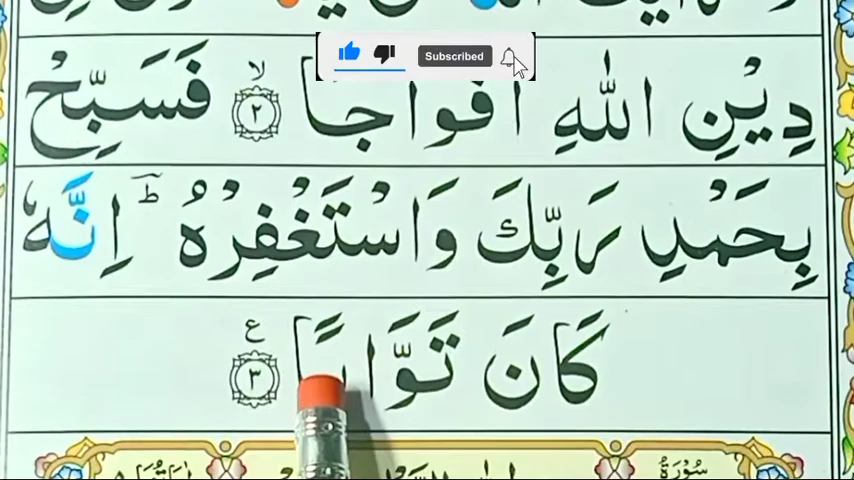 Subscribed
دِيْنِ اللّٰهِ اَفْوَاجًا ۙ‏ ﴿٢﴾ فَسَبِّحْ
بِحَمْدِ رَبِّكَ وَاسْتَغْفِرْهُ ؕ اِنَّهٗ
كَانَ تَوَّابًا ﴿٣﴾ ع
سُوْرَةُ